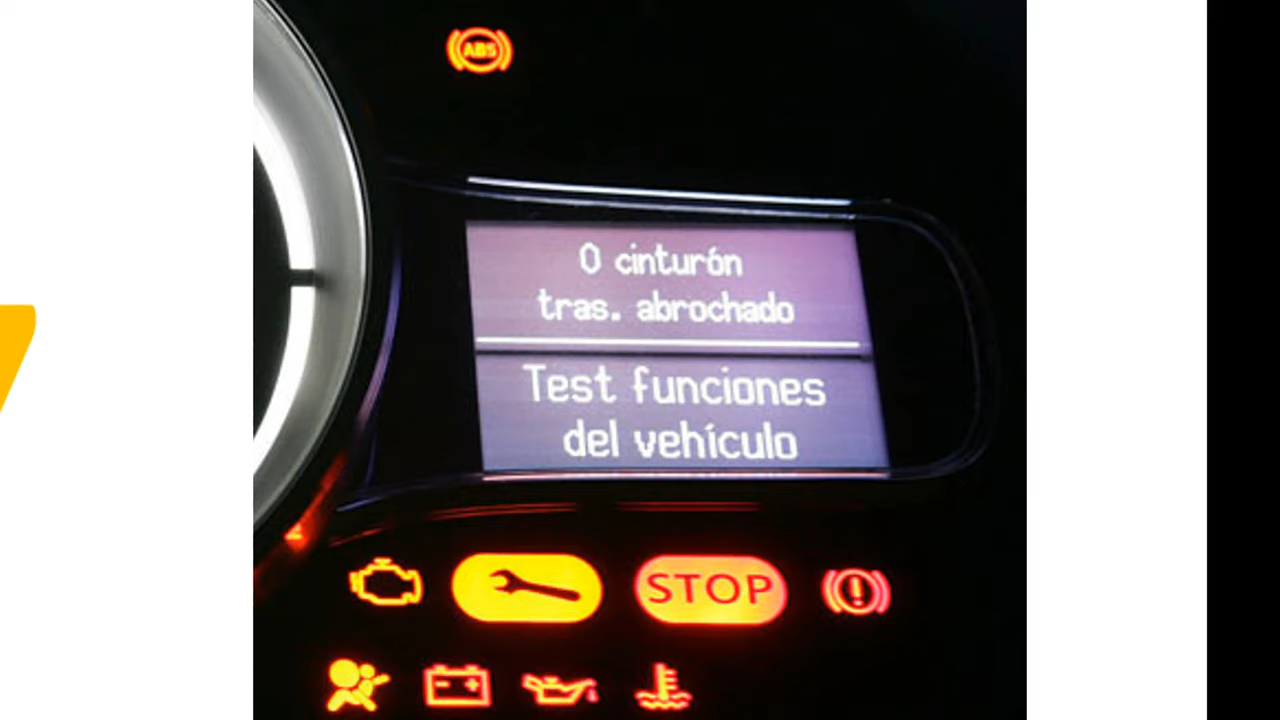 ABS
0 cinturón
tras. abrochado
Test funciones
del vehículo
STOP